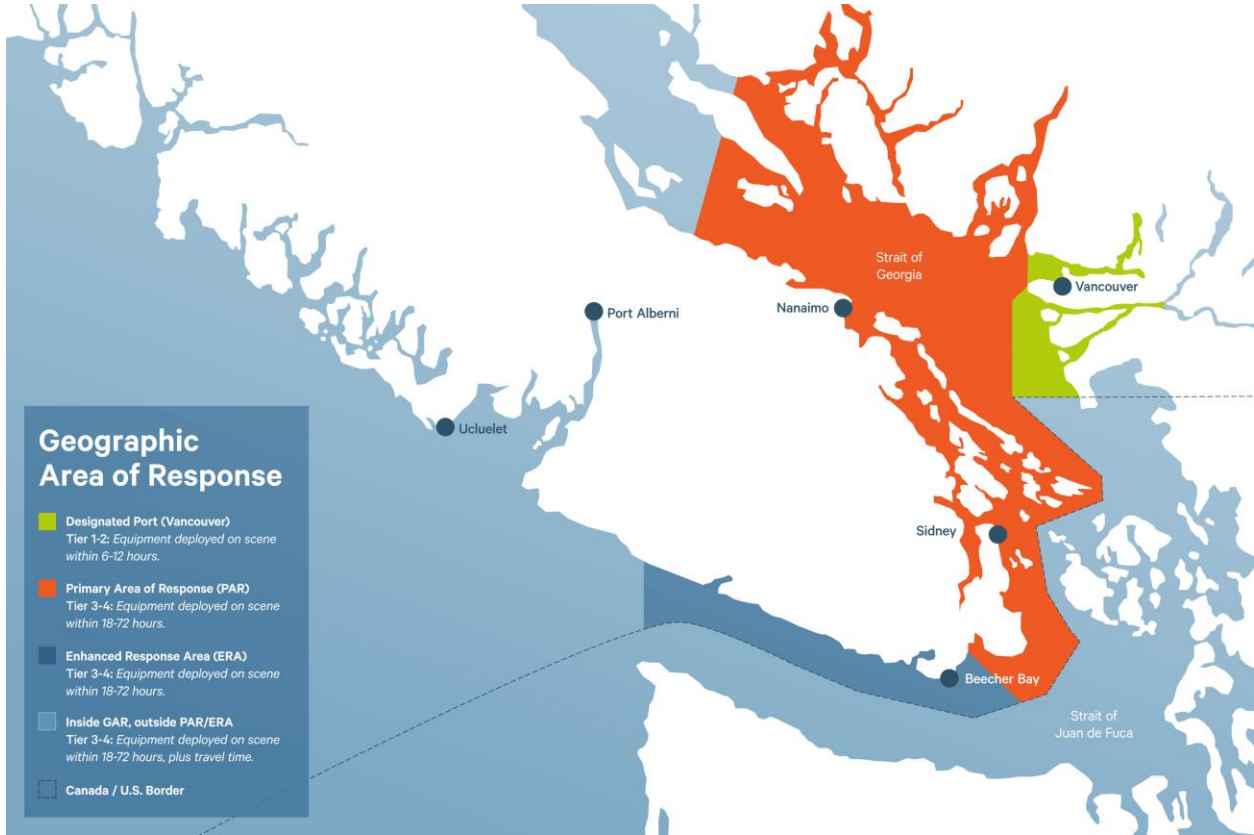 Strait of
Georgia
Vancouver
Nanaimo
Port Alberni
Ucluelet
Sidney
Beecher Bay
Strait of
Juan de Fuca
Geographic
Area of Response
Designated Port (Vancouver)
Tier 1-2: Equipment deployed on scene
within 6-12 hours.
Primary Area of Response (PAR)
Tier 3-4: Equipment deployed on scene
within 18-72 hours.
Enhanced Response Area (ERA)
Tier 3-4: Equipment deployed on scene
within 18-72 hours.
Inside GAR, outside PAR/ERA
Tier 3-4: Equipment deployed on scene
within 18-72 hours, plus travel time.
Canada / U.S. Border